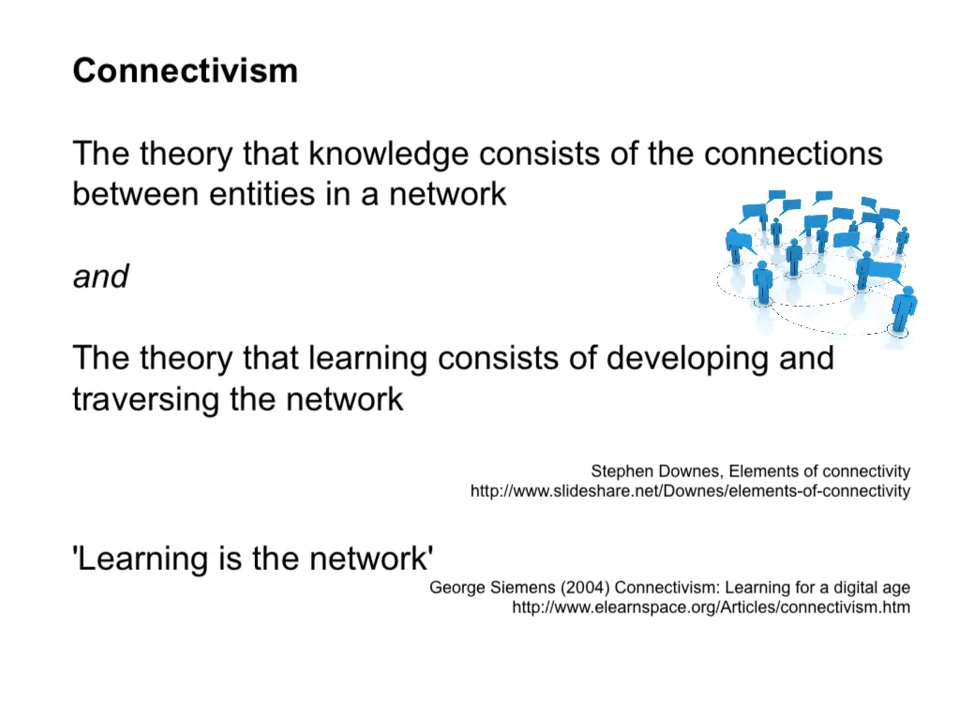 Connectivism
The theory that knowledge consists of the connections
between entities in a network
and
The theory that learning consists of developing and
traversing the network
Stephen Downes, Elements of connectivity
http://www.slideshare.net/Downes/elements-of-connectivity
'Learning is the network'
George Siemens (2004) Connectivism: Learning for a digital age
http://www.elearnspace.org/Articles/connectivism.htm